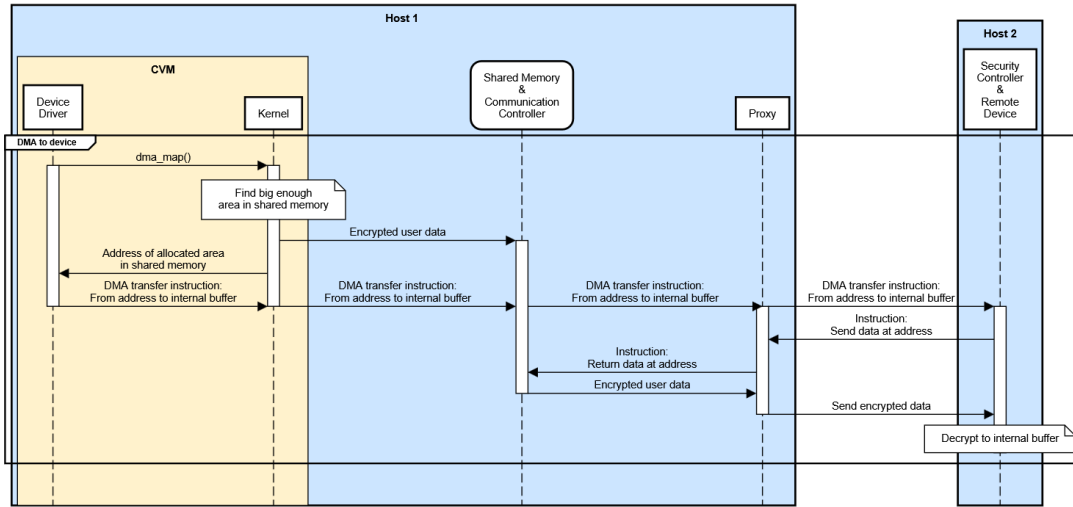 Host 1
Host 2
CVM
Device
Driver
Kernel
Shared Memory
&
Communication
Controller
Proxy
Security
Controller
&
Remote
Device
DMA to device
dma_map()
Find big enough
area in shared memory
Encrypted user data
Address of allocated area
in shared memory
DMA transfer instruction:
From address to internal buffer
DMA transfer instruction:
From address to internal buffer
DMA transfer instruction:
From address to internal buffer
DMA transfer instruction:
From address to internal buffer
Instruction:
Send data at address
Instruction:
Return data at address
Encrypted user data
Send encrypted data
Decrypt to internal buffer